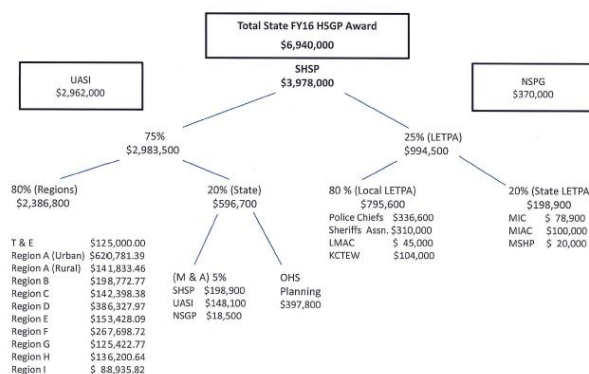 Total State FY16 HSGP Award
$6,940,000
SHSP
$3,978,000
UASI
$2,962,000
NSPG
$370,000
75%
$2,983,500
25% (LETPA)
$994,500
80% (Regions)
$2,386,800
20% (State)
$596,700
80 % (Local LETPA)
$795,600
Police Chiefs $336,600
Sheriffs Assn. $310,000
LMAC $ 45,000
KCTEW $104,000
20% (State LETPA
$198,900
MIC $ 78,900
MIAC $100,000
MSHP $ 20,000
T & E $125,000.00
Region A (Urban) $620,781.39
Region A (Rural) $141,833.46
Region B $198,772.77
Region C $142,398.38
Region D $386,327.97
Region E $153,428.09
Region F $267,698.72
Region G $125,422.77
Region H $136,200.64
Region I $ 88,935.82
(M & A) 5%
SHSP $198,900
UASI $148,100
NSGP $18,500
OHS
Planning
$397,800